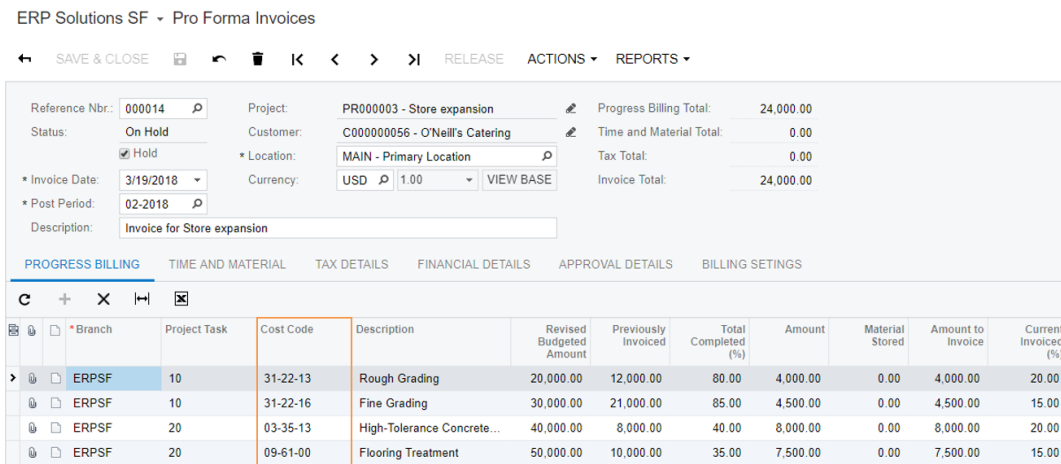 ERP Solutions SF Pro Forma Invoices
SAVE & CLOSE RELEASE ACTIONS REPORTS
Reference Nbr.: 000014 Project: PR000003 - Store expansion Progress Billing Total: 24,000.00
Status: On Hold Customer: C000000056 - O'Neill's Catering Time and Material Total: 0.00
Hold * Location: MAIN - Primary Location Tax Total: 0.00
* Invoice Date: 3/19/2018 Currency: USD 1.00 VIEW BASE Invoice Total: 24,000.00
* Post Period: 02-2018
Description: Invoice for Store expansion
PROGRESS BILLING TIME AND MATERIAL TAX DETAILS FINANCIAL DETAILS APPROVAL DETAILS BILLING SETINGS
* Branch Project Task Cost Code Description Revised Budgeted Amount Previously Invoiced Total Completed (%) Amount Material Stored Amount to Invoice Current Invoiced (%)
ERPSF 10 31-22-13 Rough Grading 20,000.00 12,000.00 80.00 4,000.00 0.00 4,000.00 20.00
ERPSF 10 31-22-16 Fine Grading 30,000.00 21,000.00 85.00 4,500.00 0.00 4,500.00 15.00
ERPSF 20 03-35-13 High-Tolerance Concrete... 40,000.00 8,000.00 40.00 8,000.00 0.00 8,000.00 20.00
ERPSF 20 09-61-00 Flooring Treatment 50,000.00 10,000.00 35.00 7,500.00 0.00 7,500.00 15.00